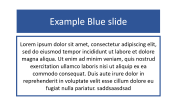 Example Blue slide
Lorem ipsum dolor sit amet, consectetur adipiscing elit,
sed do eiusmod tempor incididunt ut labore et dolore
magna aliqua. Ut enim ad minim veniam, quis nostrud
exercitation ullamco laboris nisi ut aliquip ex ea
commodo consequat. Duis aute irure dolor in
reprehenderit in voluptate velit esse cillum dolore eu
fugiat nulla pariatur. saddsasdsad